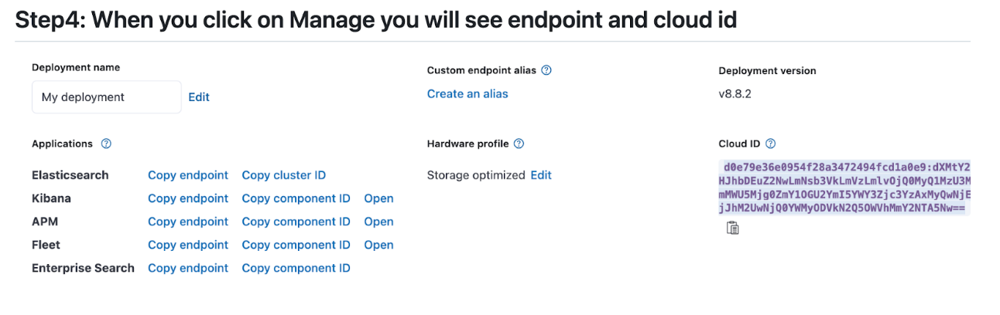 Step4: When you click on Manage you will see endpoint and cloud id
Deployment name
My deployment Edit
Custom endpoint alias
Create an alias
Deployment version
v8.8.2
Applications
Elasticsearch Copy endpoint Copy cluster ID
Kibana Copy endpoint Copy component ID Open
APM Copy endpoint Copy component ID Open
Fleet Copy endpoint Copy component ID Open
Enterprise Search Copy endpoint Copy component ID
Hardware profile
Storage optimized Edit
Cloud ID
d0e79e36e0954f28a3472494fcd1a0e9:dXMtY2
HJhbDEuZ2NwLmNsb3VkLmVzLmlvOjQ0MyQ1MzU3M
mMWU5Mjg0ZmY1OGU2YmI5YWY3Zjc3YzAxMyQwNjE
jJhM2UwNjQ0YWMyODVkN2Q5OWVhMmY2NTA5Nw==